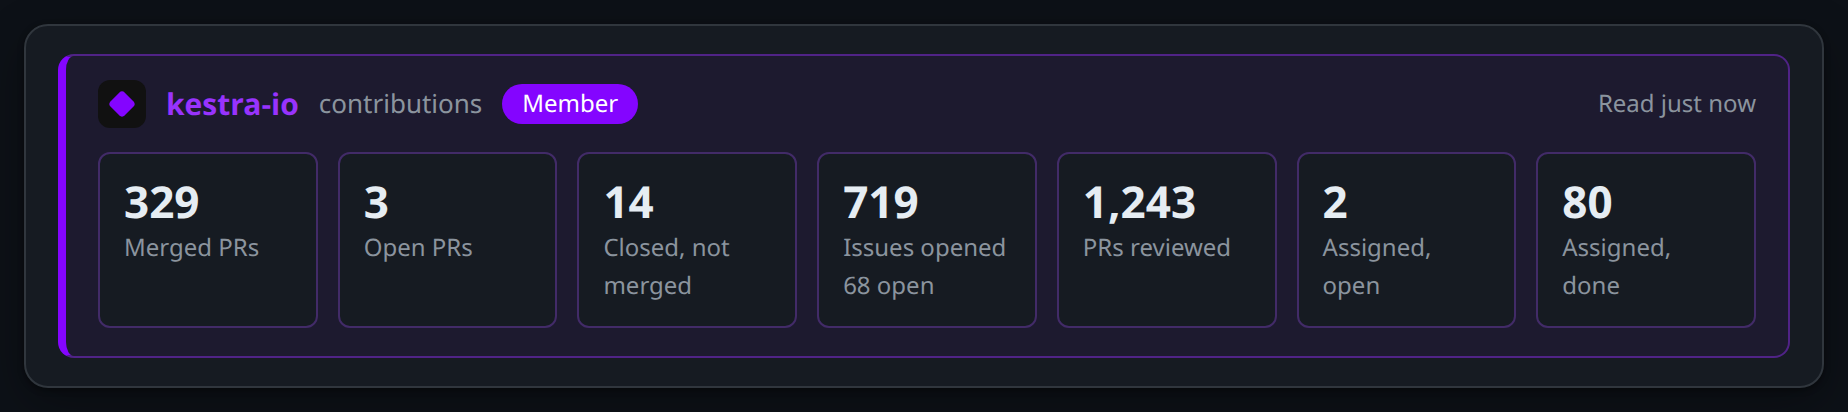 kestra-io contributions Member Read just now
329
Merged PRs
3
Open PRs
14
Closed, not
merged
719
Issues opened
68 open
1,243
PRs reviewed
2
Assigned,
open
80
Assigned,
done